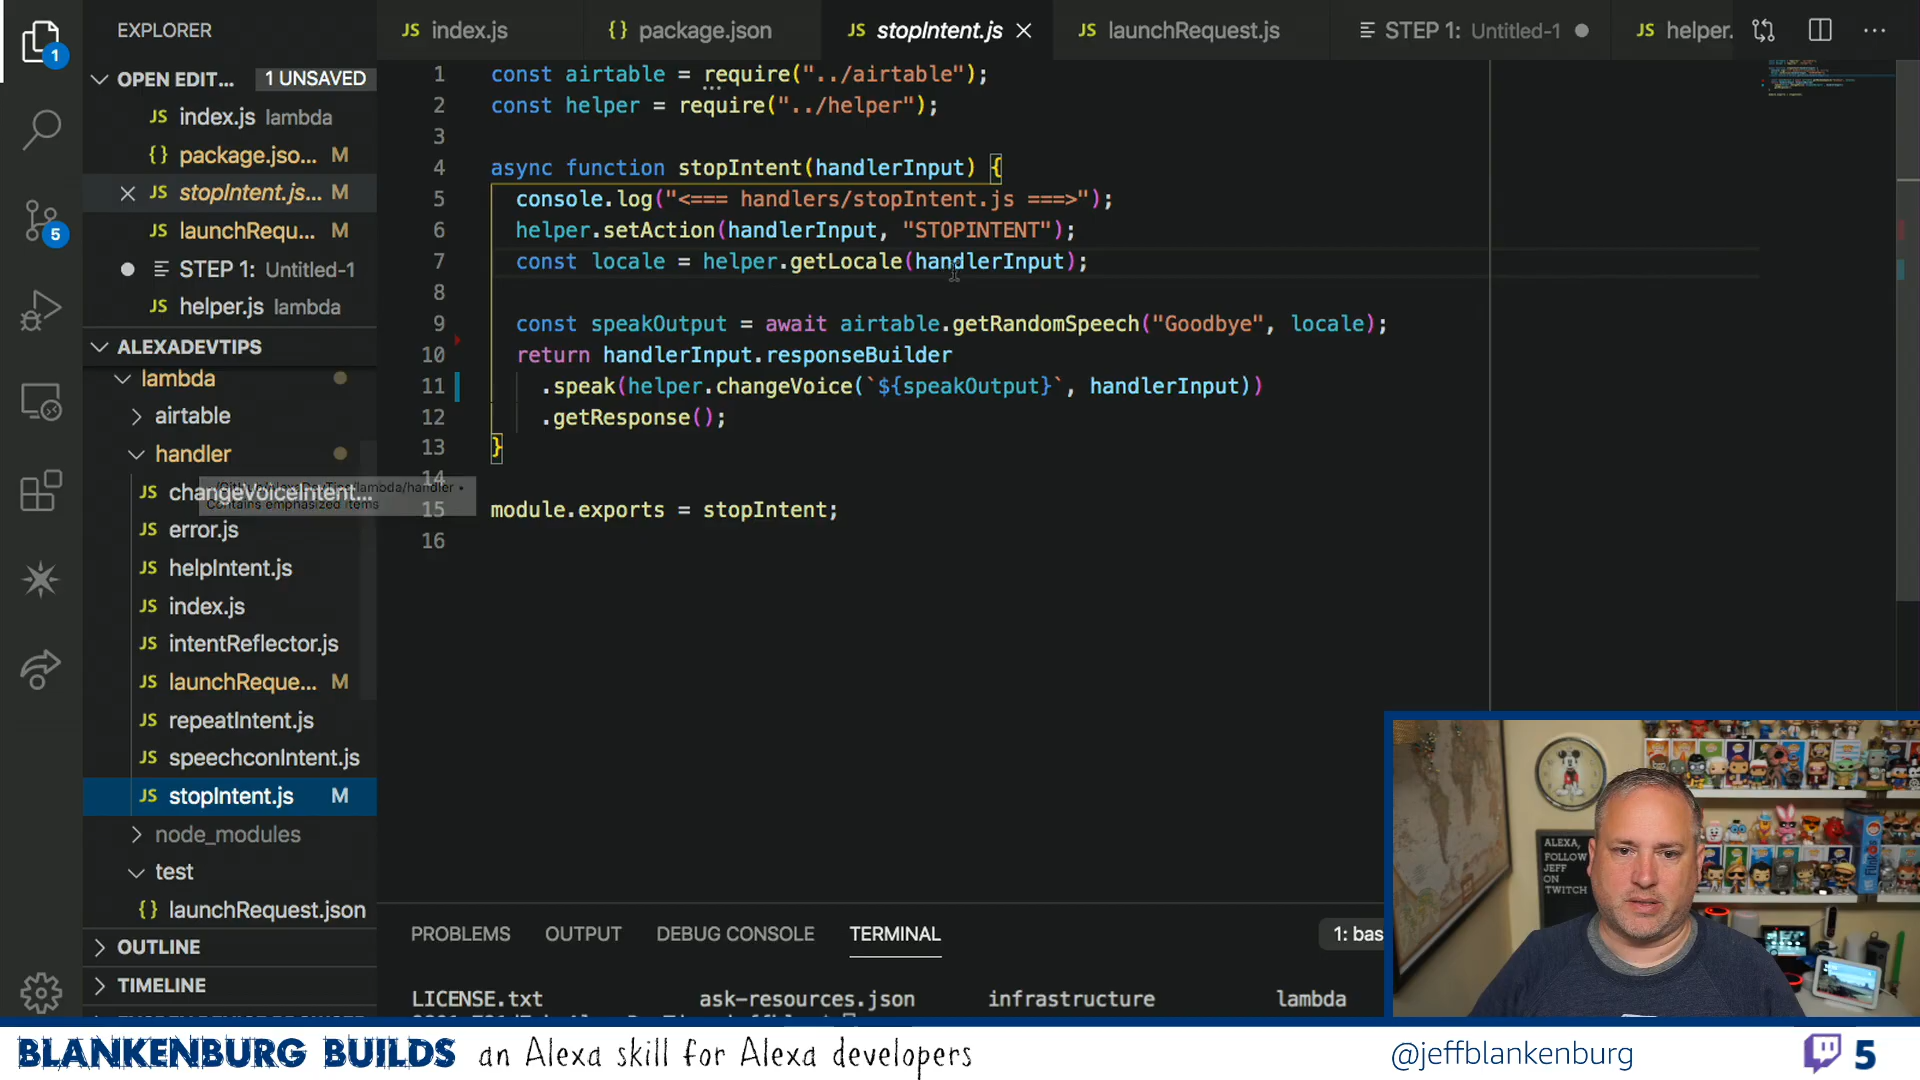 EXPLORER
OPEN EDIT... 1 UNSAVED
JS index.js lambda
{} package.jso... M
JS stopIntent.js... M
JS launchRequ... M
STEP 1: Untitled-1
JS helper.js lambda
ALEXADEVTIPS
lambda
airtable
handler
JS changeVoiceIntent...
Contains emphasized items
JS error.js
JS helpIntent.js
JS index.js
JS intentReflector.js
JS launchReque... M
JS repeatIntent.js
JS speechconIntent.js
JS stopIntent.js M
node_modules
test
{} launchRequest.json
OUTLINE
TIMELINE
1
5
JS index.js {} package.json JS stopIntent.js JS launchRequest.js STEP 1: Untitled-1 JS helper.
1 const airtable = require("../airtable");
2 const helper = require("../helper");
3
4 async function stopIntent(handlerInput) {
5 console.log("<=== handlers/stopIntent.js ===>");
6 helper.setAction(handlerInput, "STOPINTENT");
7 const locale = helper.getLocale(handlerInput);
8
9 const speakOutput = await airtable.getRandomSpeech("Goodbye", locale);
10 return handlerInput.responseBuilder
11 .speak(helper.changeVoice(`${speakOutput}`, handlerInput))
12 .getResponse();
13 }
14
15 module.exports = stopIntent;
16
PROBLEMS OUTPUT DEBUG CONSOLE TERMINAL 1: bas
LICENSE.txt ask-resources.json infrastructure lambda
ALEXA,
FOLLOW
JEFF
ON
TWITCH
BLANKENBURG BUILDS an Alexa skill for Alexa developers @jeffblankenburg 5